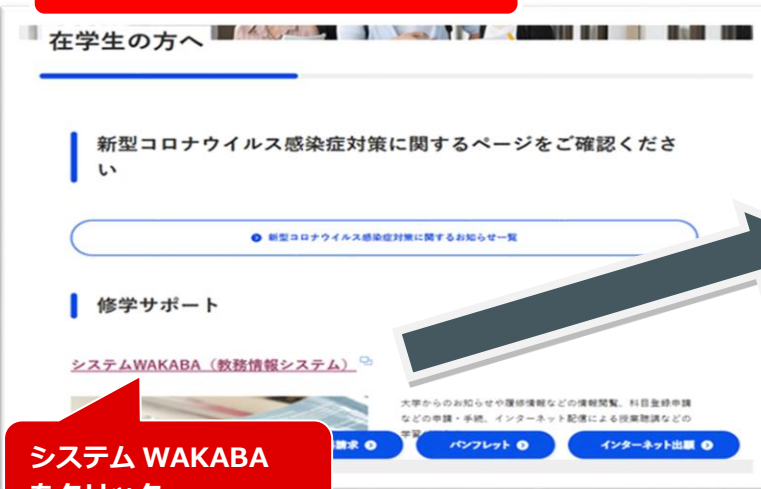 在学生の方へ
新型コロナウイルス感染症対策に関するページをご確認くださ
い
新型コロナウイルス感染症対策に関するお知らせ一覧
修学サポート
システムWAKABA（教務情報システム）
大学からのお知らせや履修情報などの情報閲覧、科目登録申請
などの申請・手続、インターネット配信による授業聴講などの
請求
パンフレット
インターネット出願
システム WAKABA
をクリック